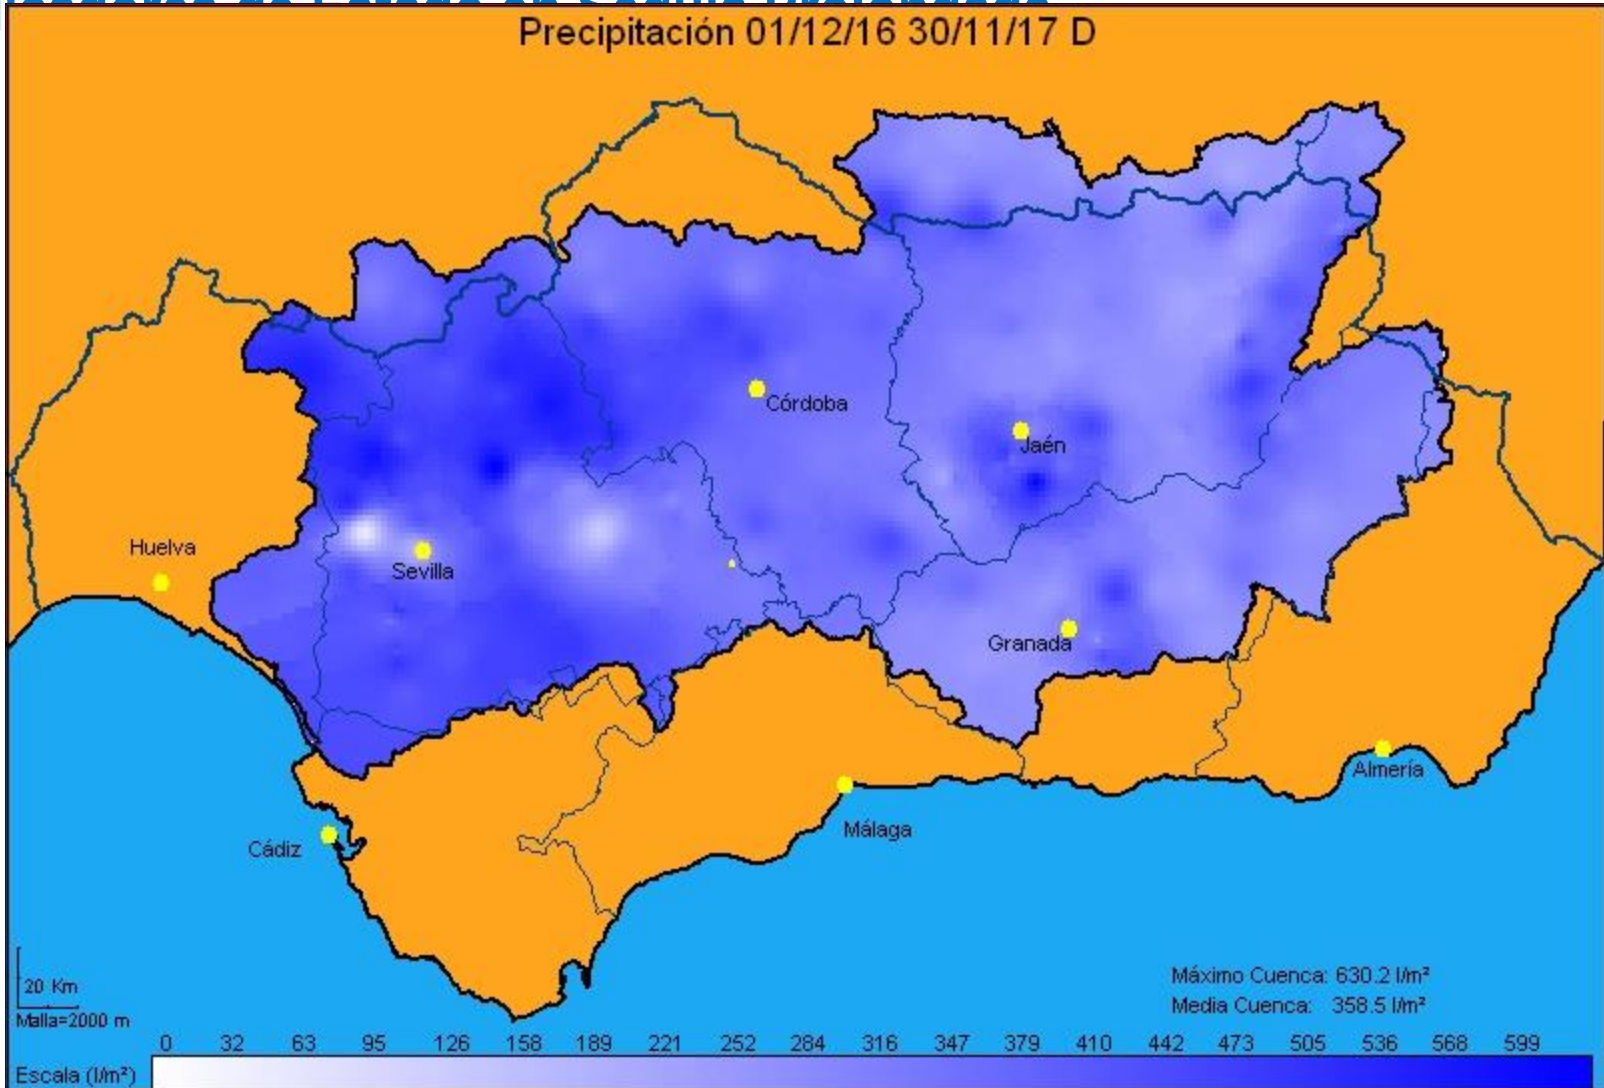 Precipitación 01/12/16 30/11/17 D
Córdoba
Jaén
Huelva
Sevilla
Granada
Almería
Málaga
Cádiz
Máximo Cuenca: 630.2 l/m²
Media Cuenca: 358.5 l/m²
20 Km
Malla=2000 m
0 32 63 95 126 158 189 221 252 284 316 347 379 410 442 473 505 536 568 599
Escala (l/m²)